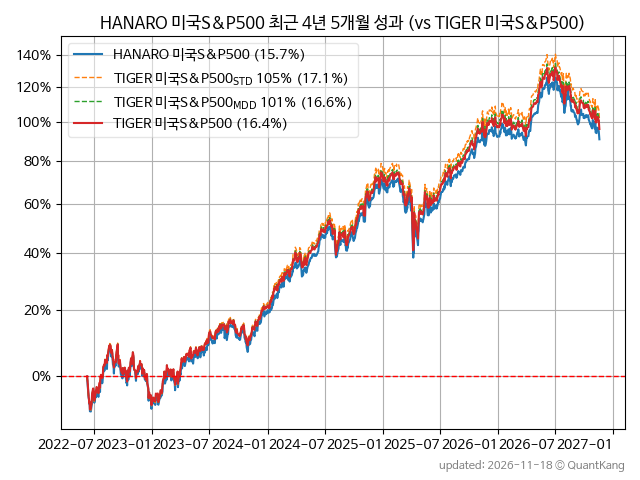 HANARO 미국S&P500 최근 4년 5개월 성과 (vs TIGER 미국S&P500)
HANARO 미국S&P500 (15.7%)
TIGER 미국S&P500STD 105% (17.1%)
TIGER 미국S&P500MDD 101% (16.6%)
TIGER 미국S&P500 (16.4%)
140%
120%
100%
80%
60%
40%
20%
0%
2022-07 2023-01 2023-07 2024-01 2024-07 2025-01 2025-07 2026-01 2026-07 2027-01
updated: 2026-11-18 © QuantKang